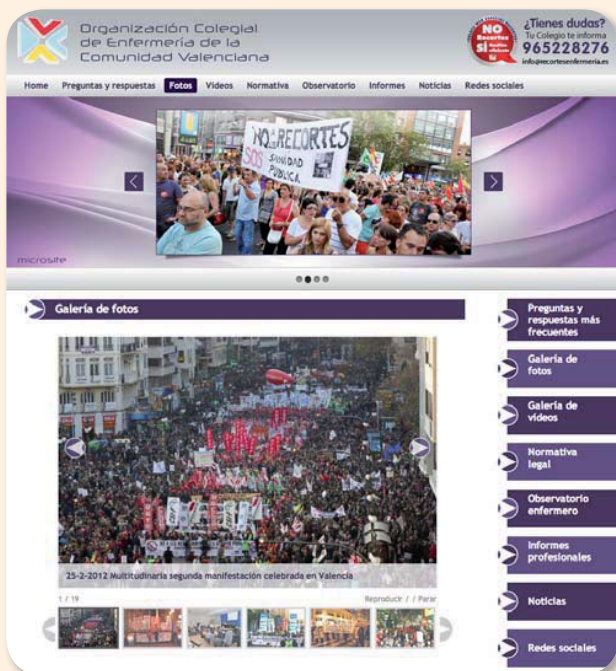 Organización Colegial
de Enfermería de la
Comunidad Valenciana
NO
Recortes
SÍ
¿Tienes dudas?
Tu Colegio te informa
965228276
info@recortesenfermeria.es
Home Preguntas y respuestas Fotos Vídeos Normativa Observatorio Informes Noticias Redes sociales
NO A LOS RECORTES
SOS SANIDAD
PÚBLICA
microsite
Galería de fotos
25-2-2012 Multitudinaria segunda manifestación celebrada en Valencia
1 / 19
Reproducir / / Parar
Preguntas y
respuestas más
frecuentes
Galería de
fotos
Galería de
vídeos
Normativa
legal
Observatorio
enfermero
Informes
profesionales
Noticias
Redes sociales